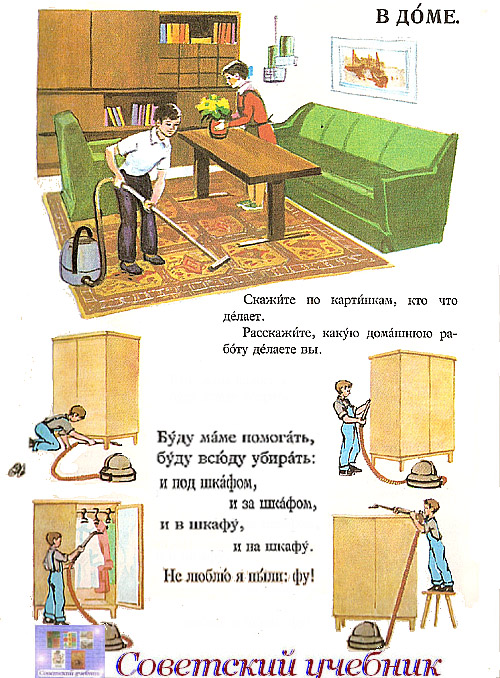 В ДО́МЕ.
Скажи́те по карти́нкам, кто что
де́лает.
Расскажи́те, каку́ю дома́шнюю ра-
бо́ту де́лаете вы.
Бу́ду ма́ме помога́ть,
бу́ду всю́ду убира́ть:
и под шка́фом,
и за шка́фом,
и в шкафу́,
и на шкафу́.
Не люблю́ я пы́ли: фу!
Советский учебник
Советский учебник